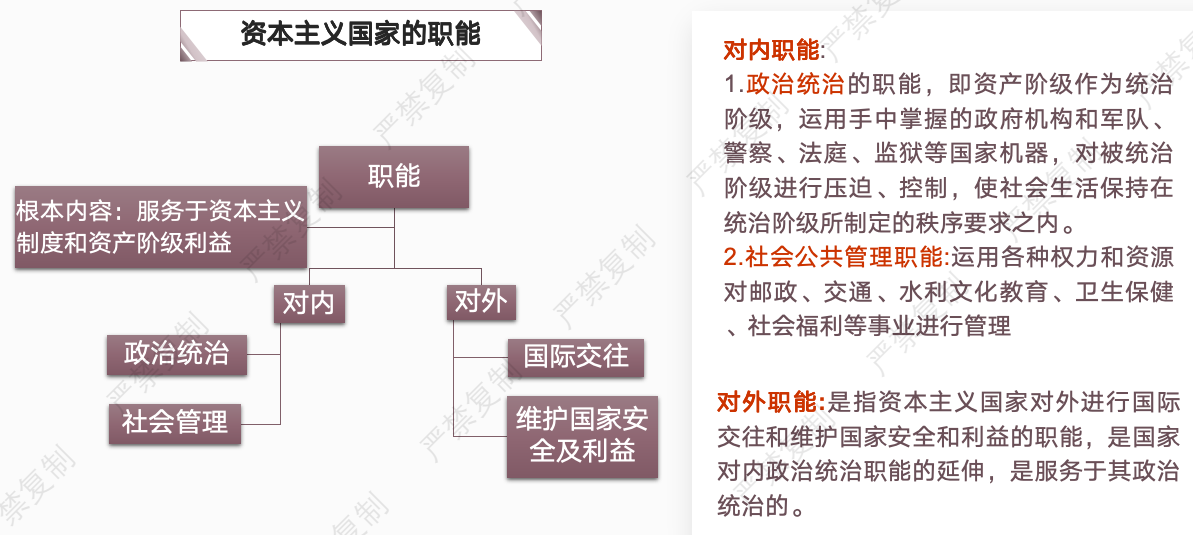 资本主义国家的职能
职能
根本内容：服务于资本主义
制度和资产阶级利益
对内
对外
政治统治
社会管理
国际交往
维护国家安
全及利益
对内职能:
1.政治统治的职能，即资产阶级作为统治
阶级，运用手中掌握的政府机构和军队、
警察、法庭、监狱等国家机器，对被统治
阶级进行压迫、控制，使社会生活保持在
统治阶级所制定的秩序要求之内。
2.社会公共管理职能:运用各种权力和资源
对邮政、交通、水利文化教育、卫生保健
、社会福利等事业进行管理
对外职能:是指资本主义国家对外进行国际
交往和维护国家安全和利益的职能，是国家
对内政治统治职能的延伸，是服务于其政治
统治的。
严禁复制
严禁复制
严禁复制
严禁复制
严禁复制
严禁复制
严禁复制
严禁复制
严禁复制
严禁复制
严禁复制
严禁复制